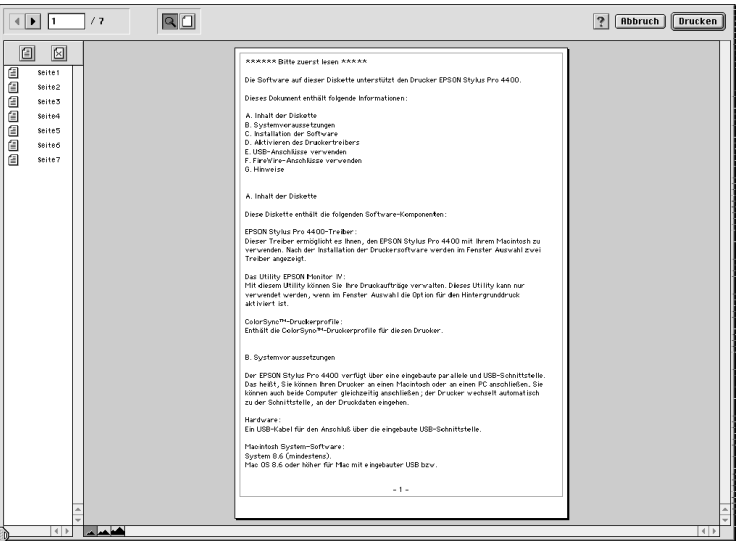 1 / 7
? Abbruch Drucken
Seite1
Seite2
Seite3
Seite4
Seite5
Seite6
Seite7
****** Bitte zuerst lesen *****
Die Software auf dieser Diskette unterstützt den Drucker EPSON Stylus Pro 4400.
Dieses Dokument enthält folgende Informationen:
A. Inhalt der Diskette
B. Systemvoraussetzungen
C. Installation der Software
D. Aktivieren des Druckertreibers
E. USB-Anschlüsse verwenden
F. FireWire-Anschlüsse verwenden
G. Hinweise
A. Inhalt der Diskette
Diese Diskette enthält die folgenden Software-Komponenten:
EPSON Stylus Pro 4400-Treiber:
Dieser Treiber ermöglicht es Ihnen, den EPSON Stylus Pro 4400 mit Ihrem Macintosh zu
verwenden. Nach der Installation der Druckersoftware werden im Fenster Auswahl zwei
Treiber angezeigt.
Das Utility EPSON Monitor IV:
Mit diesem Utility können Sie Ihre Druckaufträge verwalten. Dieses Utility kann nur
verwendet werden, wenn im Fenster Auswahl die Option für den Hintergrunddruck
aktiviert ist.
ColorSync™-Druckerprofile:
Enthält die ColorSync™-Druckerprofile für diesen Drucker.
B. Systemvoraussetzungen
Der EPSON Stylus Pro 4400 verfügt über eine eingebaute parallele und USB-Schnittstelle.
Das heißt, Sie können Ihren Drucker an einen Macintosh oder an einen PC anschließen. Sie
können auch beide Computer gleichzeitig anschließen; der Drucker wechselt automatisch
zu der Schnittstelle, an der Druckdaten eingehen.
Hardware:
Ein USB-Kabel für den Anschluß über die eingebaute USB-Schnittstelle.
Macintosh System-Software:
System 8.6 (mindestens).
Mac OS 8.6 oder höher für Mac mit eingebauter USB bzw.
- 1 -